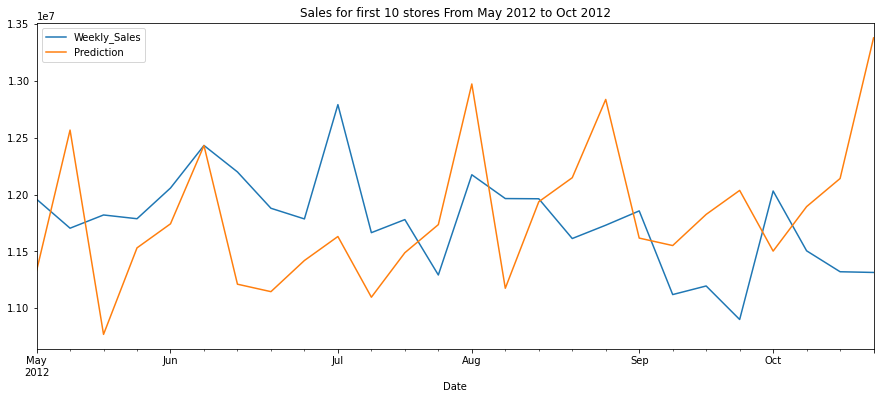 Sales for first 10 stores From May 2012 to Oct 2012
1e7
Weekly_Sales
Prediction
1.35
1.30
1.25
1.20
1.15
1.10
May Jun Jul Aug Sep Oct
2012
Date